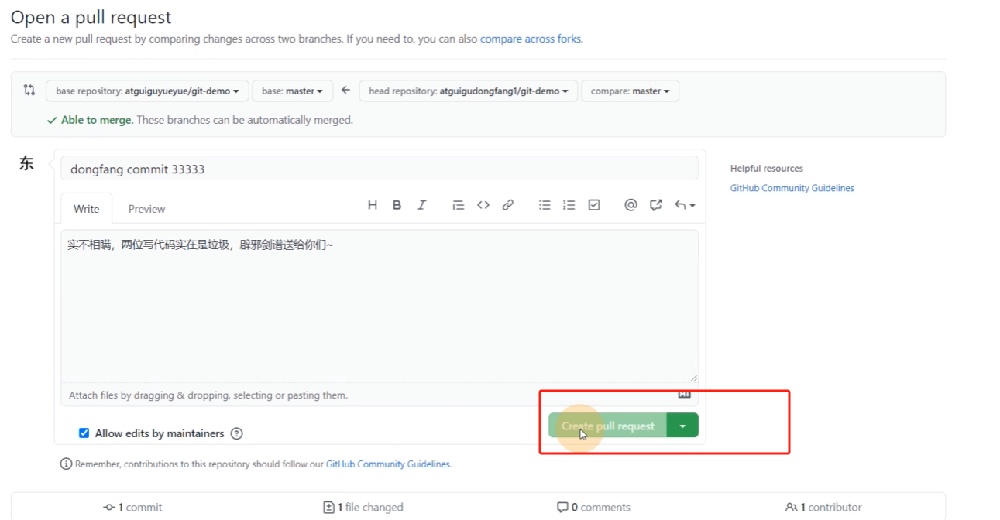 Open a pull request
Create a new pull request by comparing changes across two branches. If you need to, you can also compare across forks.
base repository: atguiguyueyue/git-demo base: master ← head repository: atguigudongfang1/git-demo compare: master
✓ Able to merge. These branches can be automatically merged.
东
dongfang commit 33333
Helpful resources
GitHub Community Guidelines
Write Preview H B I @
实不相瞒，两位写代码实在是垃圾，辟邪剑谱送给你们~
Attach files by dragging & dropping, selecting or pasting them.
Create pull request
Allow edits by maintainers ?
Remember, contributions to this repository should follow our GitHub Community Guidelines.
1 commit 1 file changed 0 comments 1 contributor